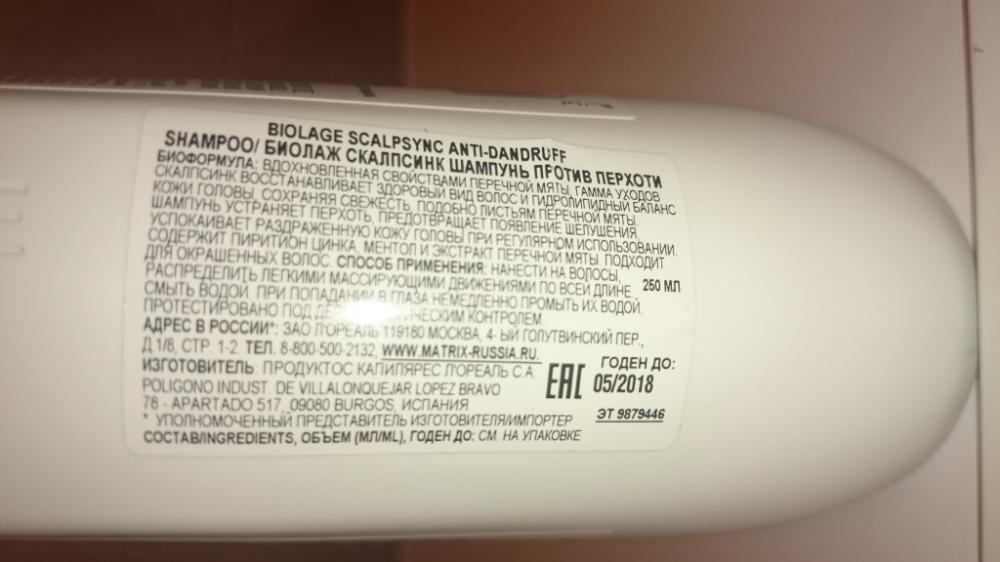 BIOLAGE SCALPSYNC ANTI-DANDRUFF
SHAMPOO/ БИОЛАЖ СКАЛПСИНК ШАМПУНЬ ПРОТИВ ПЕРХОТИ
БИОФОРМУЛА: ВДОХНОВЛЕННАЯ СВОЙСТВАМИ ПЕРЕЧНОЙ МЯТЫ, ГАММА УХОДОВ
СКАЛПСИНК ВОССТАНАВЛИВАЕТ ЗДОРОВЫЙ ВИД ВОЛОС И ГИДРОЛИПИДНЫЙ БАЛАНС
КОЖИ ГОЛОВЫ, СОХРАНЯЯ СВЕЖЕСТЬ, ПОДОБНО ЛИСТЬЯМ ПЕРЕЧНОЙ МЯТЫ.
ШАМПУНЬ УСТРАНЯЕТ ПЕРХОТЬ, ПРЕДОТВРАЩАЕТ ПОЯВЛЕНИЕ ШЕЛУШЕНИЯ,
УСПОКАИВАЕТ РАЗДРАЖЕННУЮ КОЖУ ГОЛОВЫ ПРИ РЕГУЛЯРНОМ ИСПОЛЬЗОВАНИИ.
СОДЕРЖИТ ПИРИТИОН ЦИНКА, МЕНТОЛ И ЭКСТРАКТ ПЕРЕЧНОЙ МЯТЫ. ПОДХОДИТ
ДЛЯ ОКРАШЕННЫХ ВОЛОС. СПОСОБ ПРИМЕНЕНИЯ: НАНЕСТИ НА ВОЛОСЫ,
РАСПРЕДЕЛИТЬ ЛЕГКИМИ МАССИРУЮЩИМИ ДВИЖЕНИЯМИ ПО ВСЕЙ ДЛИНЕ, 250 МЛ
СМЫТЬ ВОДОЙ. ПРИ ПОПАДАНИИ В ГЛАЗА НЕМЕДЛЕННО ПРОМЫТЬ ИХ ВОДОЙ.
ПРОТЕСТИРОВАНО ПОД КОНТРОЛЕМ.
АДРЕС В РОССИИ*: ЗАО Л'ОРЕАЛЬ 119180 МОСКВА, 4- ЫЙ ГОЛУТВИНСКИЙ ПЕР.,
Д.1/8, СТР. 1-2. ТЕЛ. 8-800-500-2132, WWW.MATRIX-RUSSIA.RU.
ИЗГОТОВИТЕЛЬ: ПРОДУКТОС КАПИЛЯРЕС Л'ОРЕАЛЬ С.А.
POLIGONO INDUST. DE VILLALONQUEJAR LOPEZ BRAVO
78 - APARTADO 517, 09080 BURGOS, ИСПАНИЯ
* УПОЛНОМОЧЕННЫЙ ПРЕДСТАВИТЕЛЬ ИЗГОТОВИТЕЛЯ/ИМПОРТЕР
СОСТАВ/INGREDIENTS, ОБЪЕМ (МЛ/ML), ГОДЕН ДО: СМ. НА УПАКОВКЕ
EAC
ГОДЕН ДО:
05/2018
ЭТ 9879446